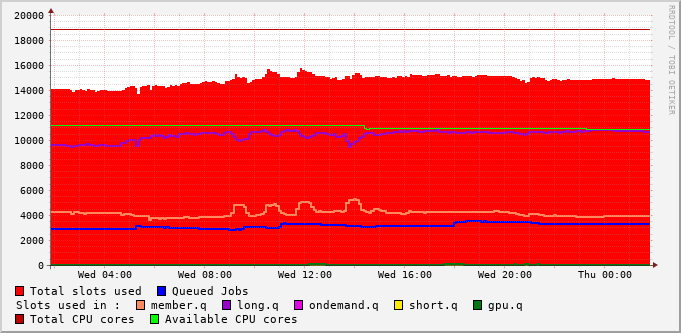 RRDTOOL / TOBI OETIKER
20000
18000
16000
14000
12000
10000
8000
6000
4000
2000
0
Wed 04:00 Wed 08:00 Wed 12:00 Wed 16:00 Wed 20:00 Thu 00:00
Total slots used Queued Jobs
Slots used in : member.q long.q ondemand.q short.q gpu.q
Total CPU cores Available CPU cores